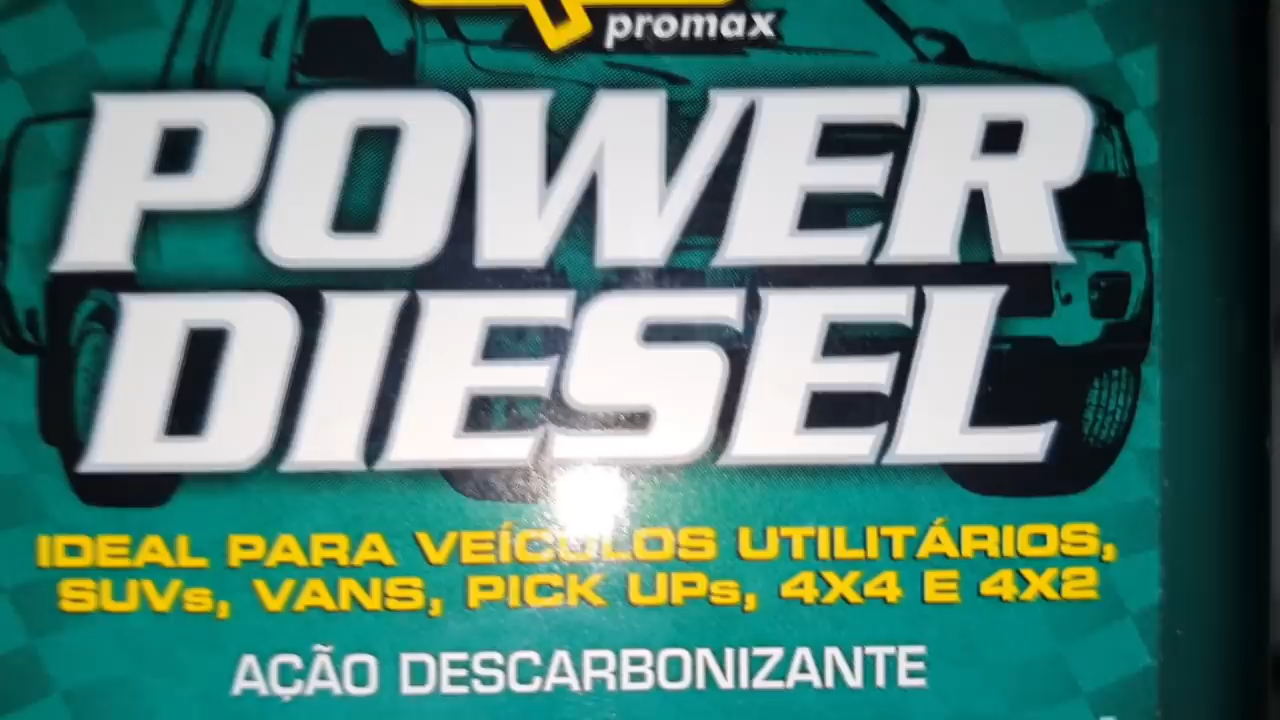 promax
POWER
DIESEL
IDEAL PARA VEÍCULOS UTILITÁRIOS,
SUVs, VANS, PICK UPs, 4X4 E 4X2
AÇÃO DESCARBONIZANTE